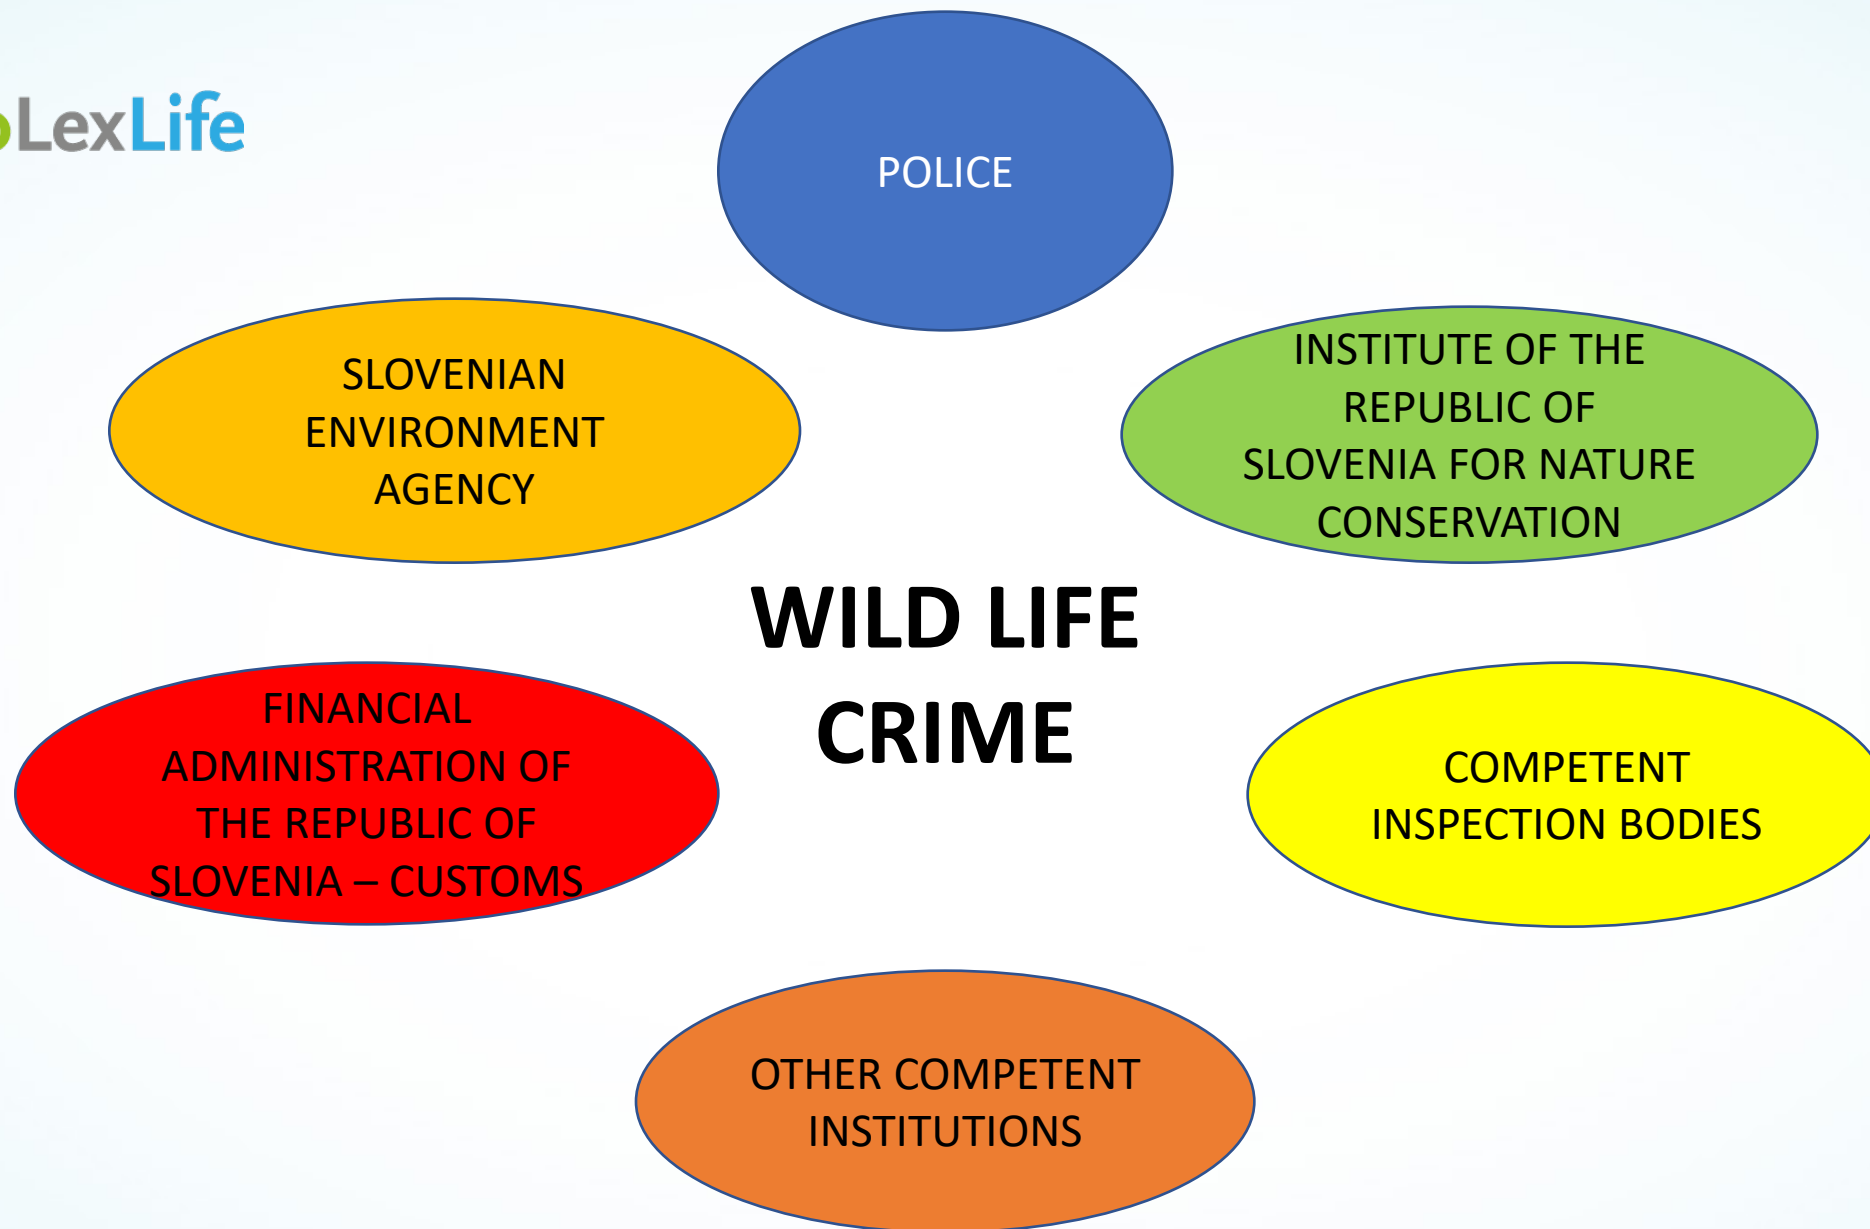 LexLife
POLICE
SLOVENIAN
ENVIRONMENT
AGENCY
INSTITUTE OF THE
REPUBLIC OF
SLOVENIA FOR NATURE
CONSERVATION
WILD LIFE
CRIME
FINANCIAL
ADMINISTRATION OF
THE REPUBLIC OF
SLOVENIA – CUSTOMS
COMPETENT
INSPECTION BODIES
OTHER COMPETENT
INSTITUTIONS